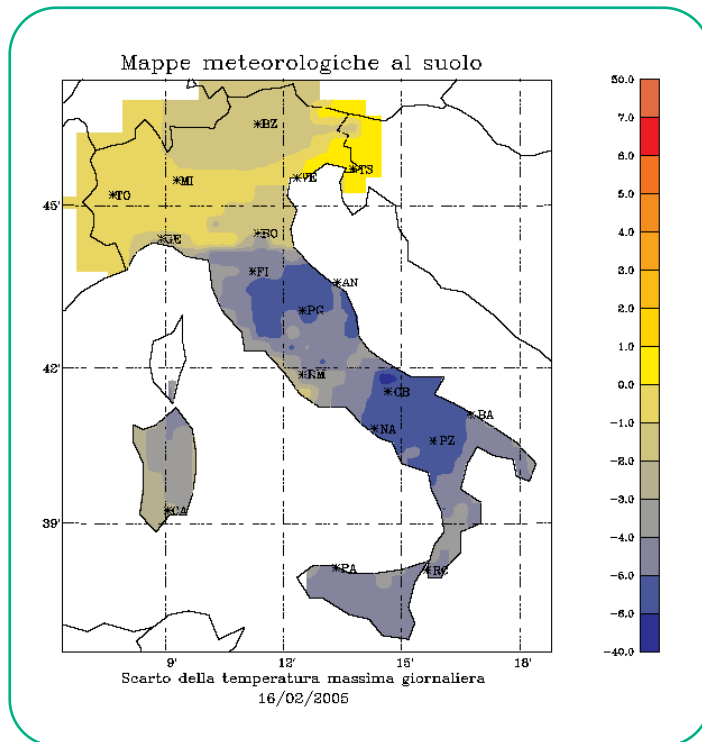 Mappe meteorologiche al suolo
50.0
7.0
6.0
5.0
4.0
3.0
2.0
1.0
0.0
-1.0
-2.0
-3.0
-4.0
-5.0
-6.0
-40.0
45'
42'
39'
*BZ
*TS
*VE
*MI
*TO
*BO
*GE
*FI
*AN
*PG
*RM
*CB
*BA
*NA
*PZ
*CA
*PA
*RC
9' 12' 15' 18'
Scarto della temperatura massima giornaliera
16/02/2005